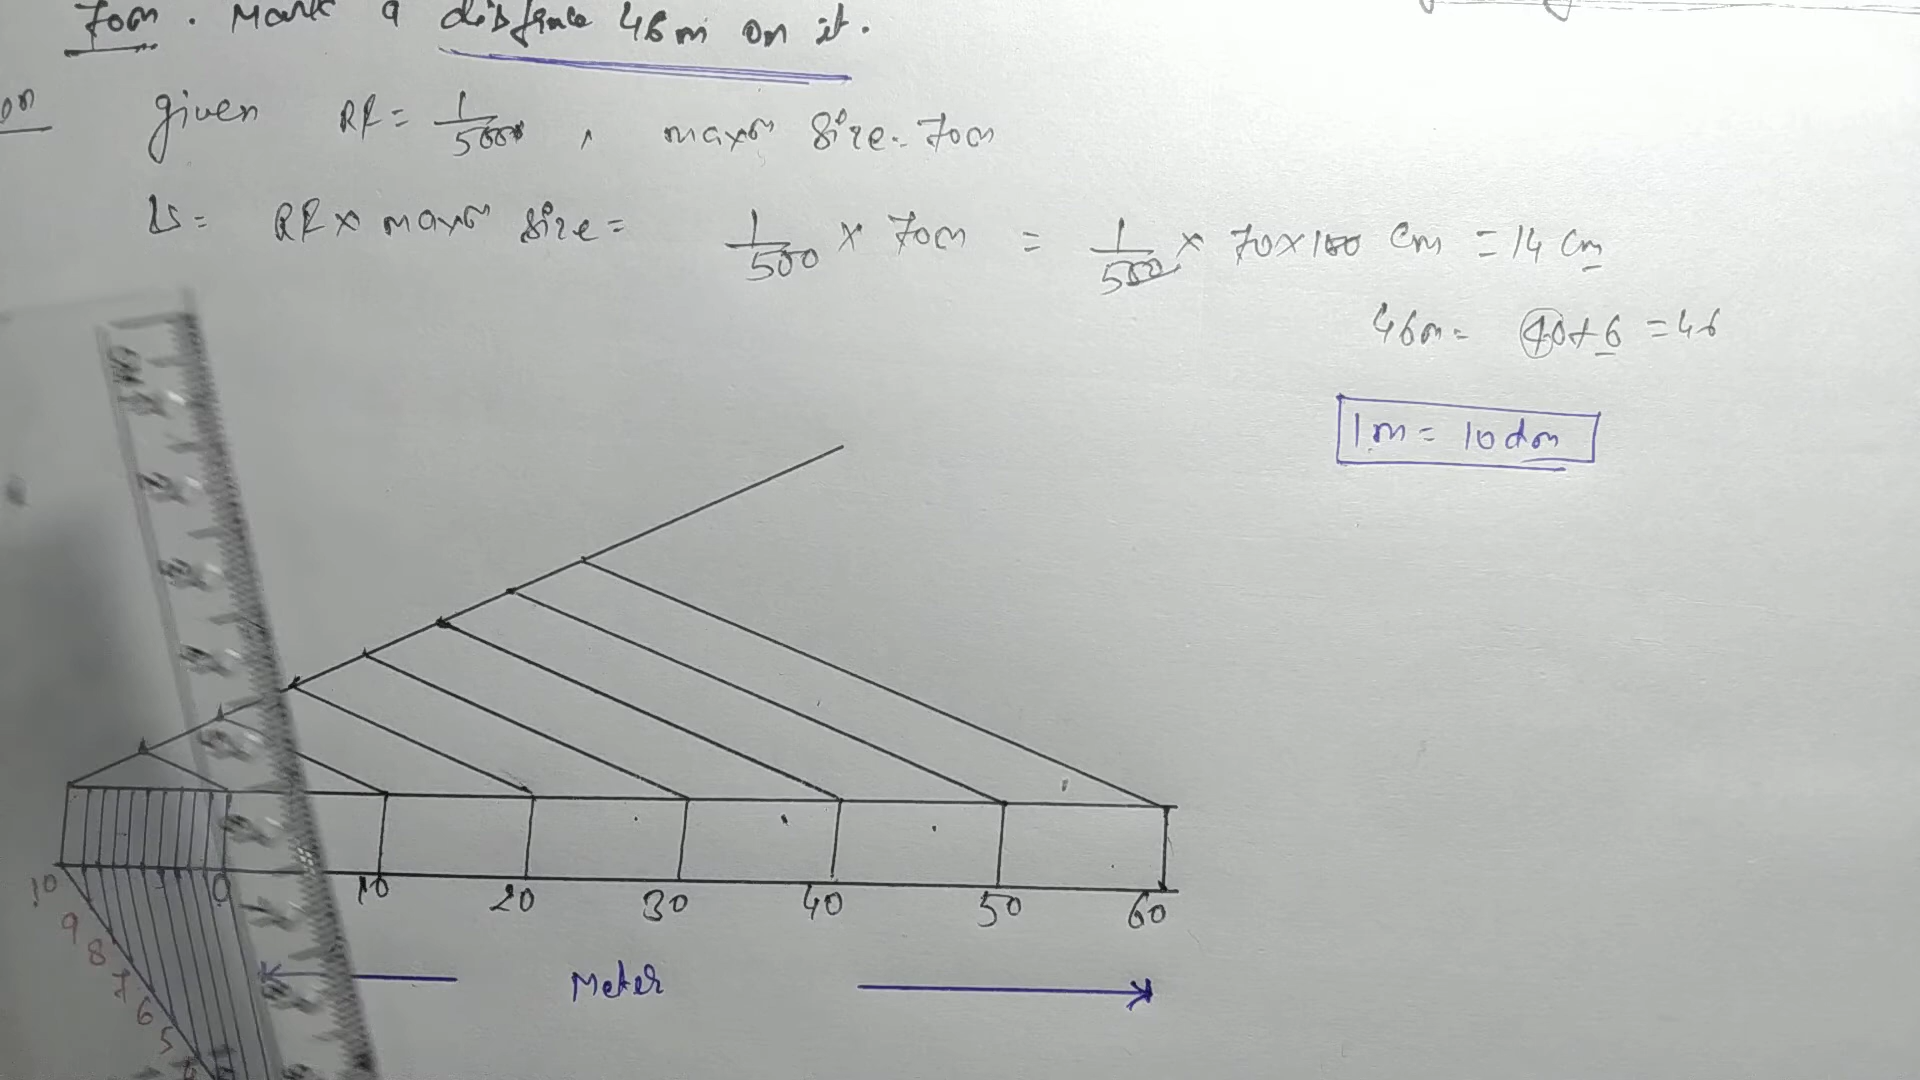 70m. Mark a distance 46m on it.
given RF = 1/500, maxm size = 70m
LS = RF x maxm size = 1/500 x 70m = 1/500 x 70x100 cm = 14 cm
46m = 40+6 = 46
1m = 10dm
10 0 10 20 30 40 50 60
9
8
7
6
5
Meter